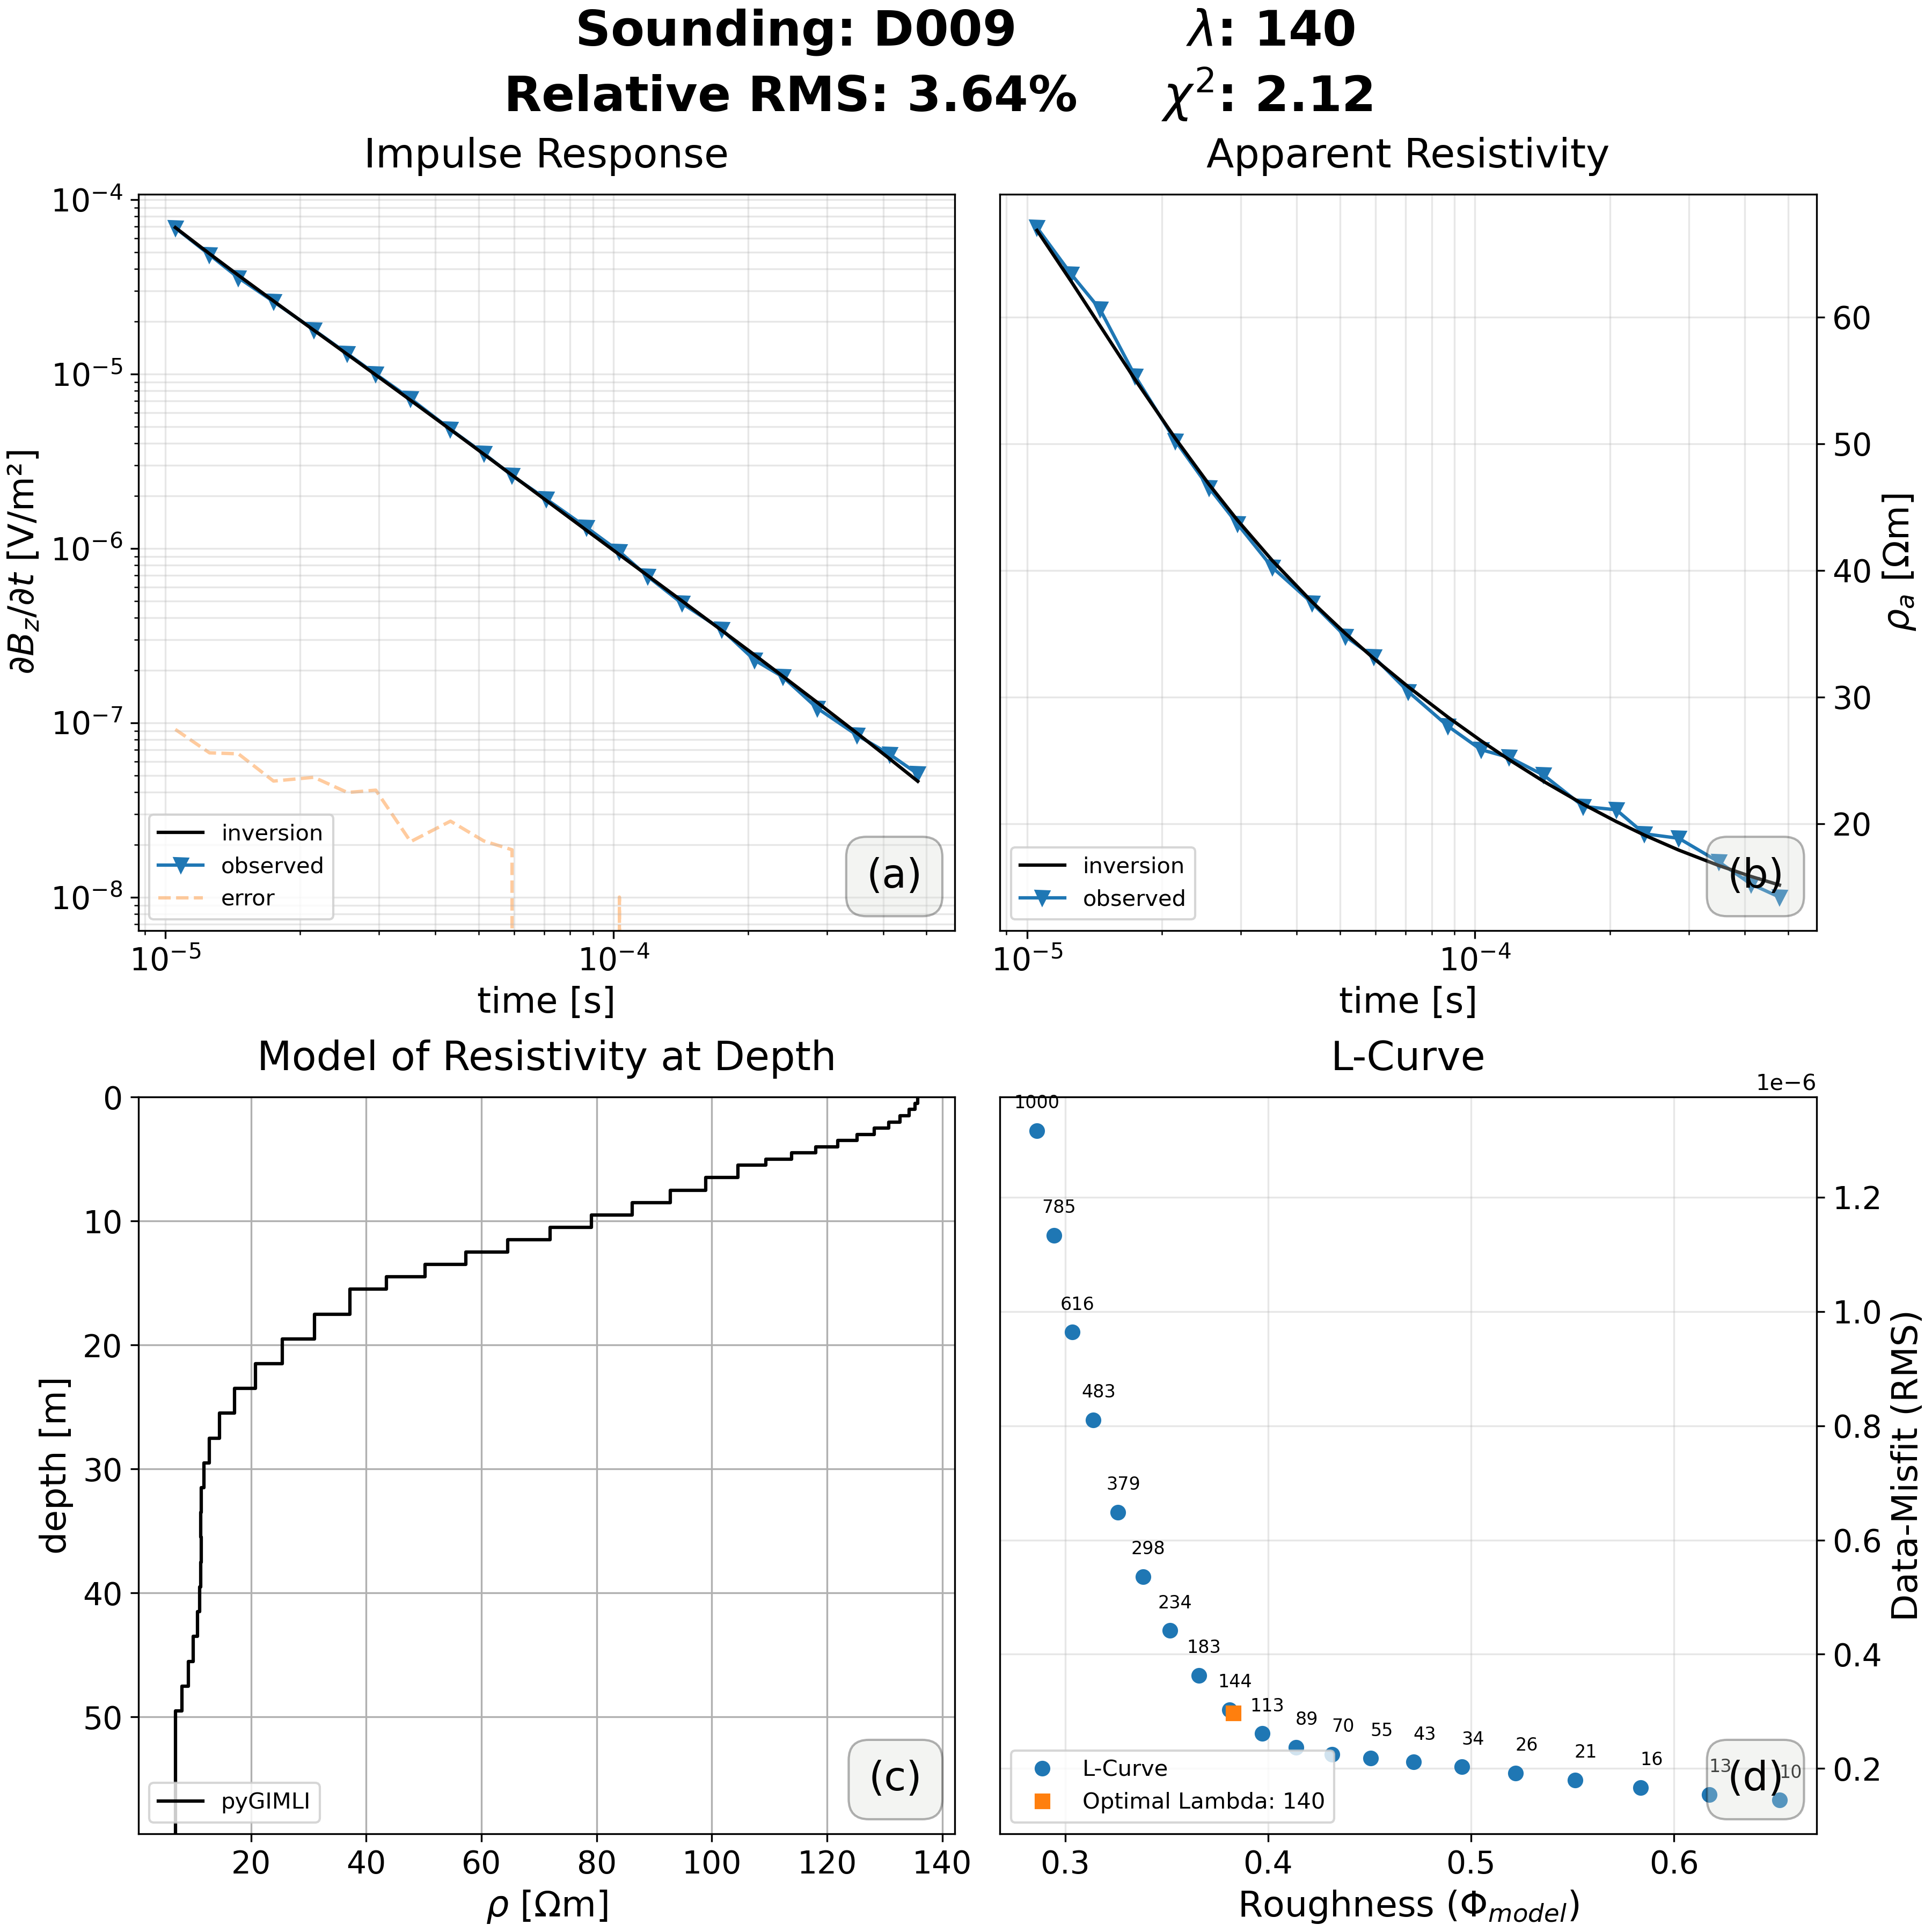 Sounding: D009 λ: 140
Relative RMS: 3.64% χ²: 2.12
Impulse Response
Apparent Resistivity
10⁻⁴
10⁻⁵
10⁻⁶
10⁻⁷
10⁻⁸
∂B_z/∂t [V/m²]
inversion
observed
error
(a)
10⁻⁵ 10⁻⁴
time [s]
60
50
40
30
20
ρ_a [Ωm]
inversion
observed
(b)
10⁻⁵ 10⁻⁴
time [s]
Model of Resistivity at Depth
0
10
20
30
40
50
depth [m]
pyGIMLI
(c)
20 40 60 80 100 120 140
ρ [Ωm]
L-Curve
1e−6
1000
785
616
483
379
298
234
183
144
113
89
70
55
43
34
26
21
16
13
10
1.2
1.0
0.8
0.6
0.4
0.2
Data-Misfit (RMS)
L-Curve
Optimal Lambda: 140
(d)
0.3 0.4 0.5 0.6
Roughness (Φ_model)